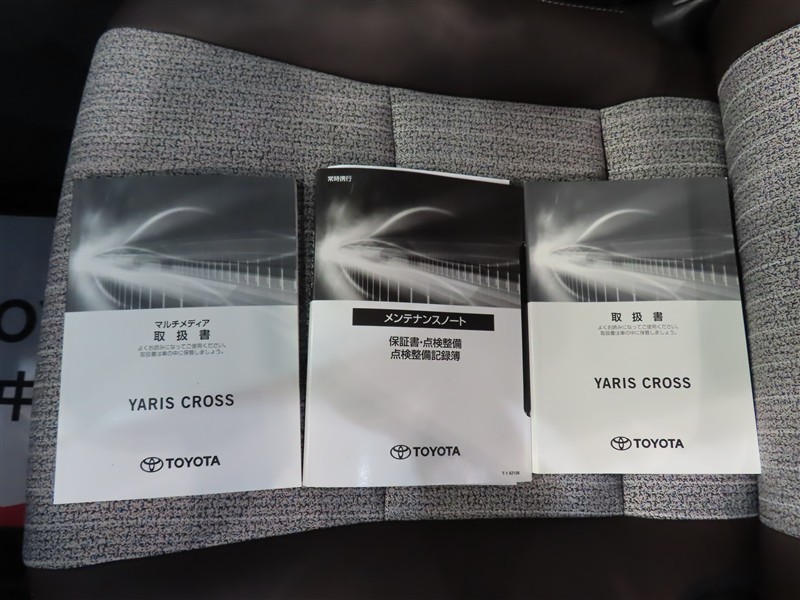 マルチメディア
取扱書
よくお読みになってご使用ください。
取扱書は車の中に保管しましょう。
YARIS CROSS
TOYOTA
常時携行
メンテナンスノート
保証書・点検整備
点検整備記録簿
TOYOTA
取扱書
よくお読みになってご使用ください。
取扱書は車の中に保管しましょう。
YARIS CROSS
TOYOTA